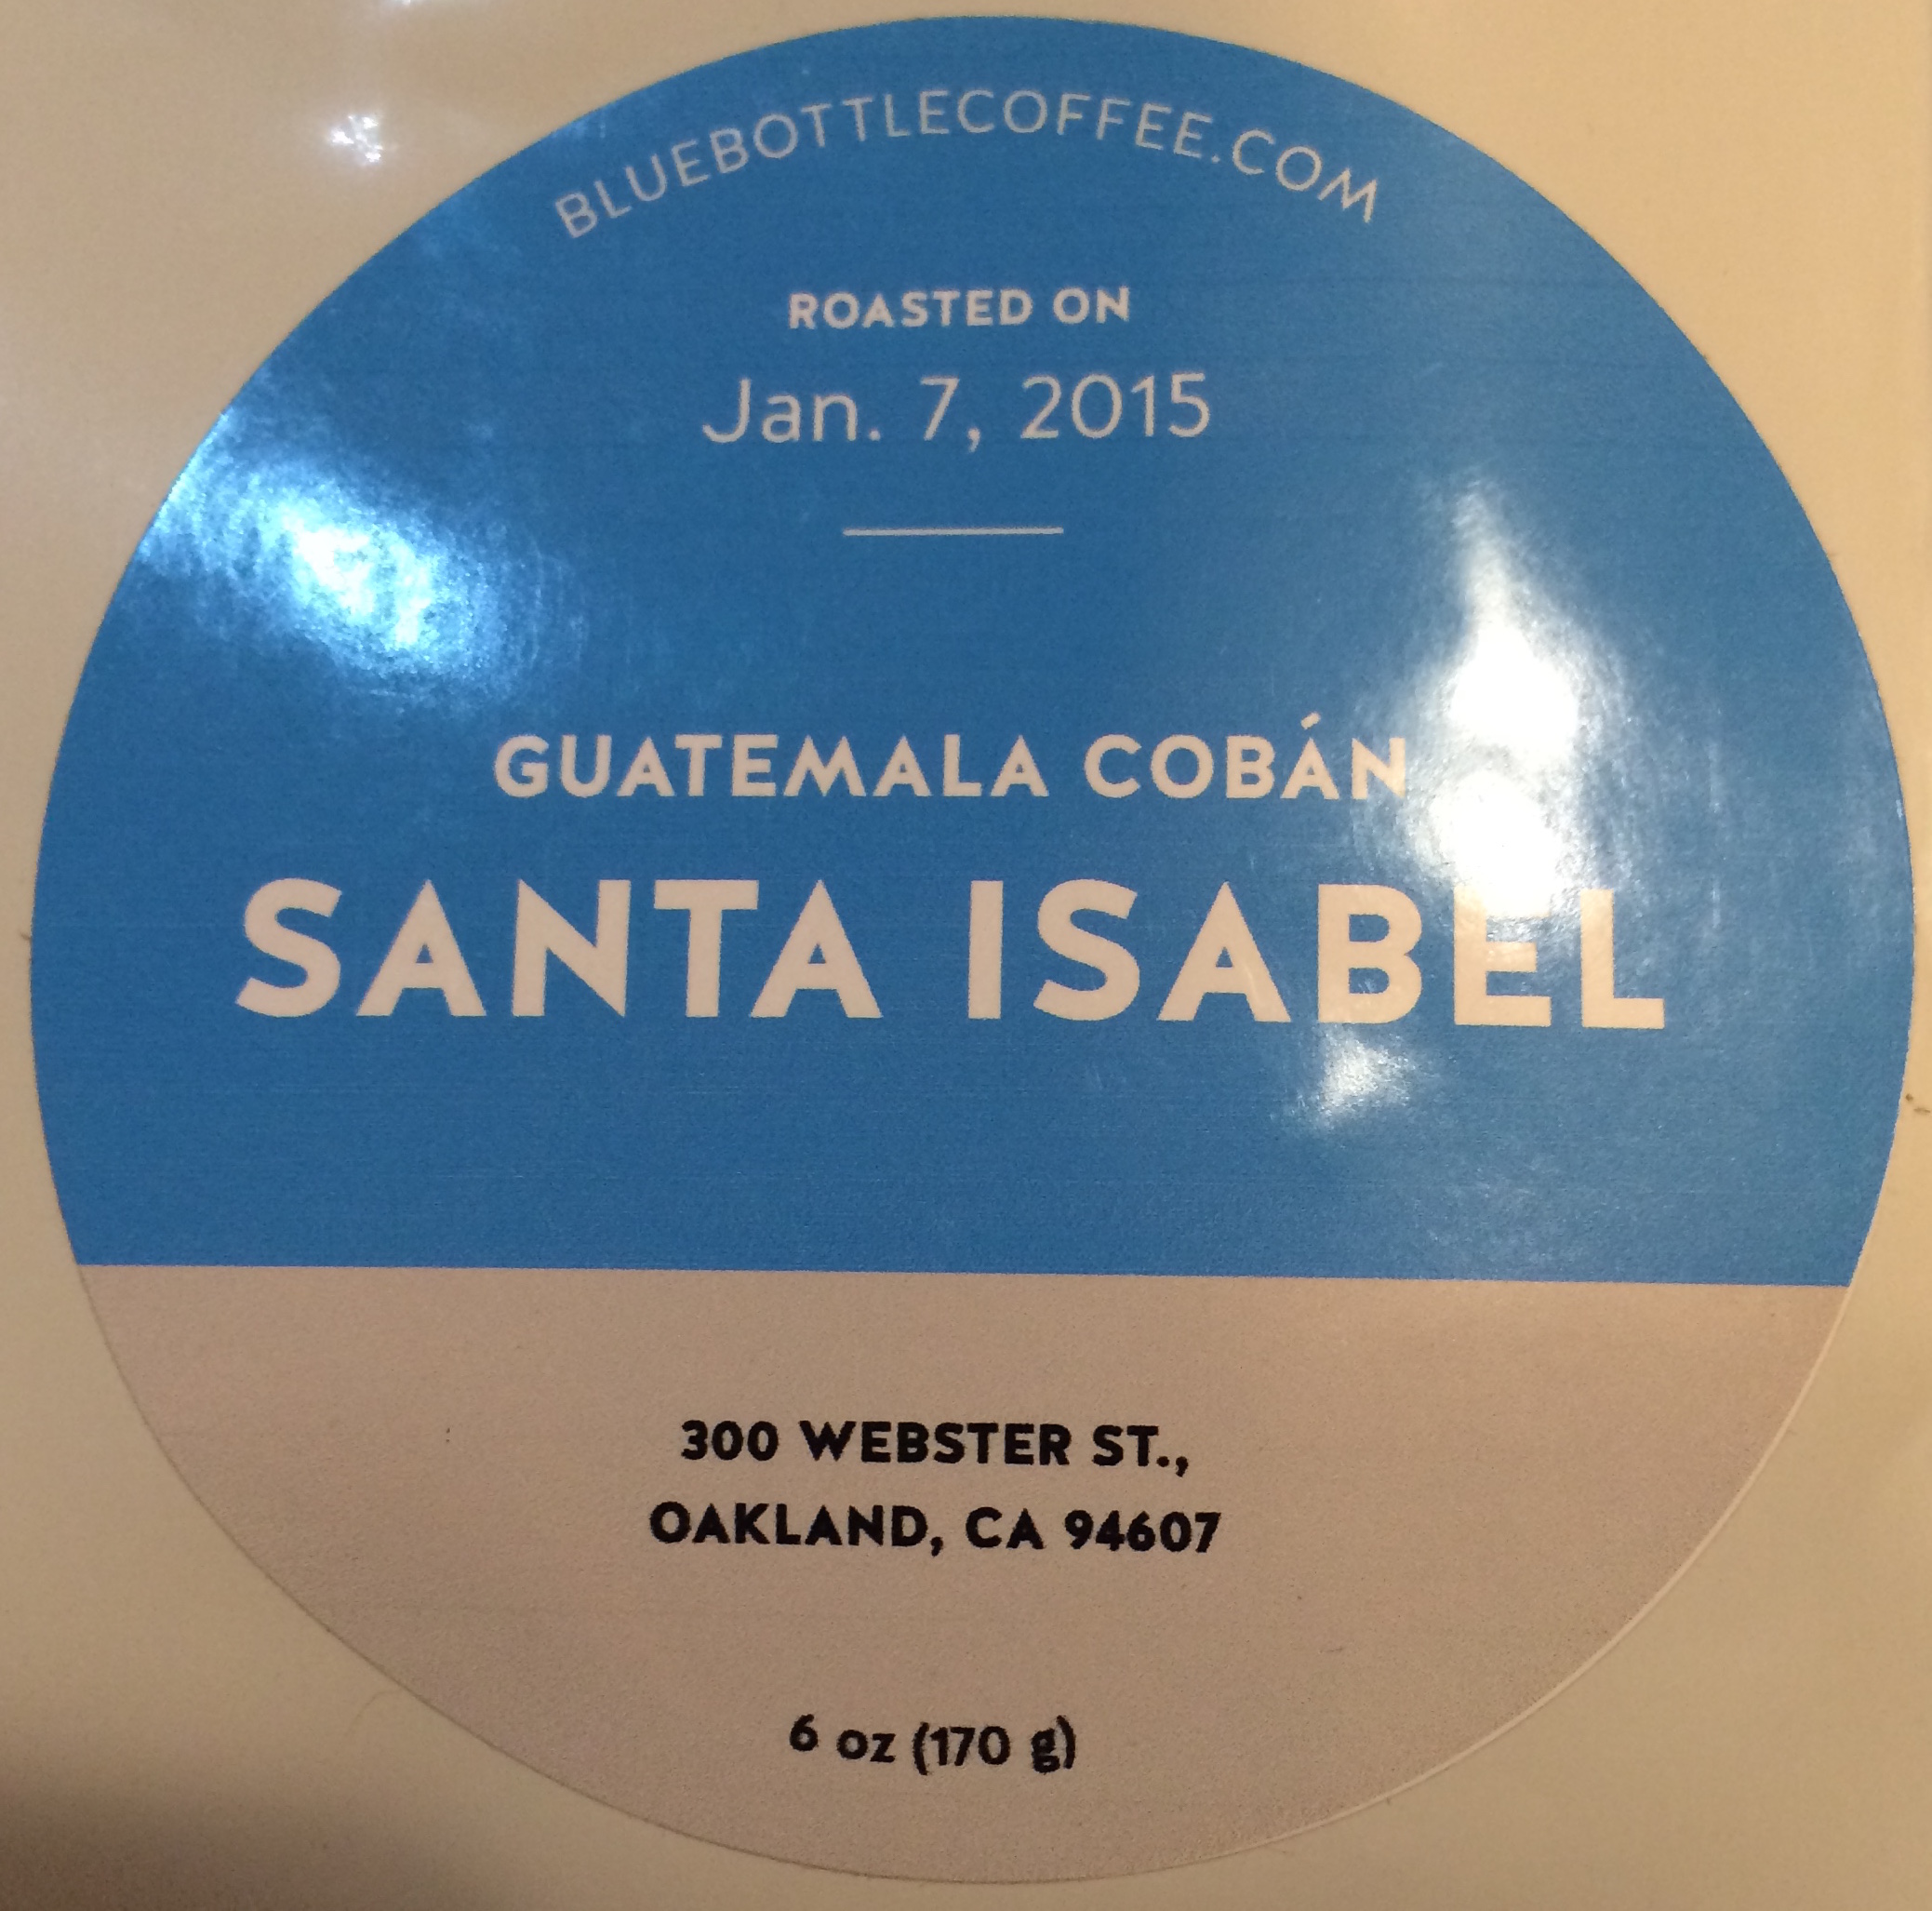 BLUEBOTTLECOFFEE.COM
ROASTED ON
Jan. 7, 2015
GUATEMALA COBÁN
SANTA ISABEL
300 WEBSTER ST.,
OAKLAND, CA 94607
6 oz (170 g)